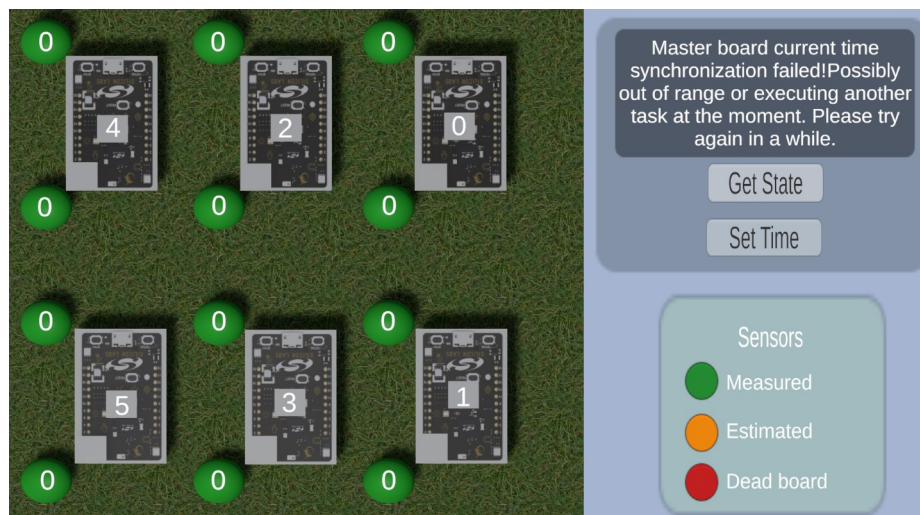 0 0 0
4 2 0
0 0 0
0 0 0
5 3 1
0 0 0
Master board current time
synchronization failed!Possibly
out of range or executing another
task at the moment. Please try
again in a while.
Get State
Set Time
Sensors
Measured
Estimated
Dead board